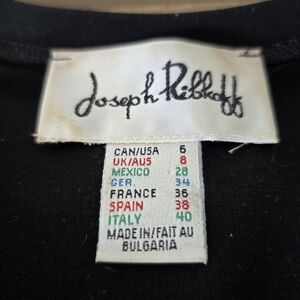 Joseph Ribkoff
CAN/USA 6
UK/AUS 8
MEXICO 28
GER. 34
FRANCE 36
SPAIN 38
ITALY 40
MADE IN/FAIT AU
BULGARIA